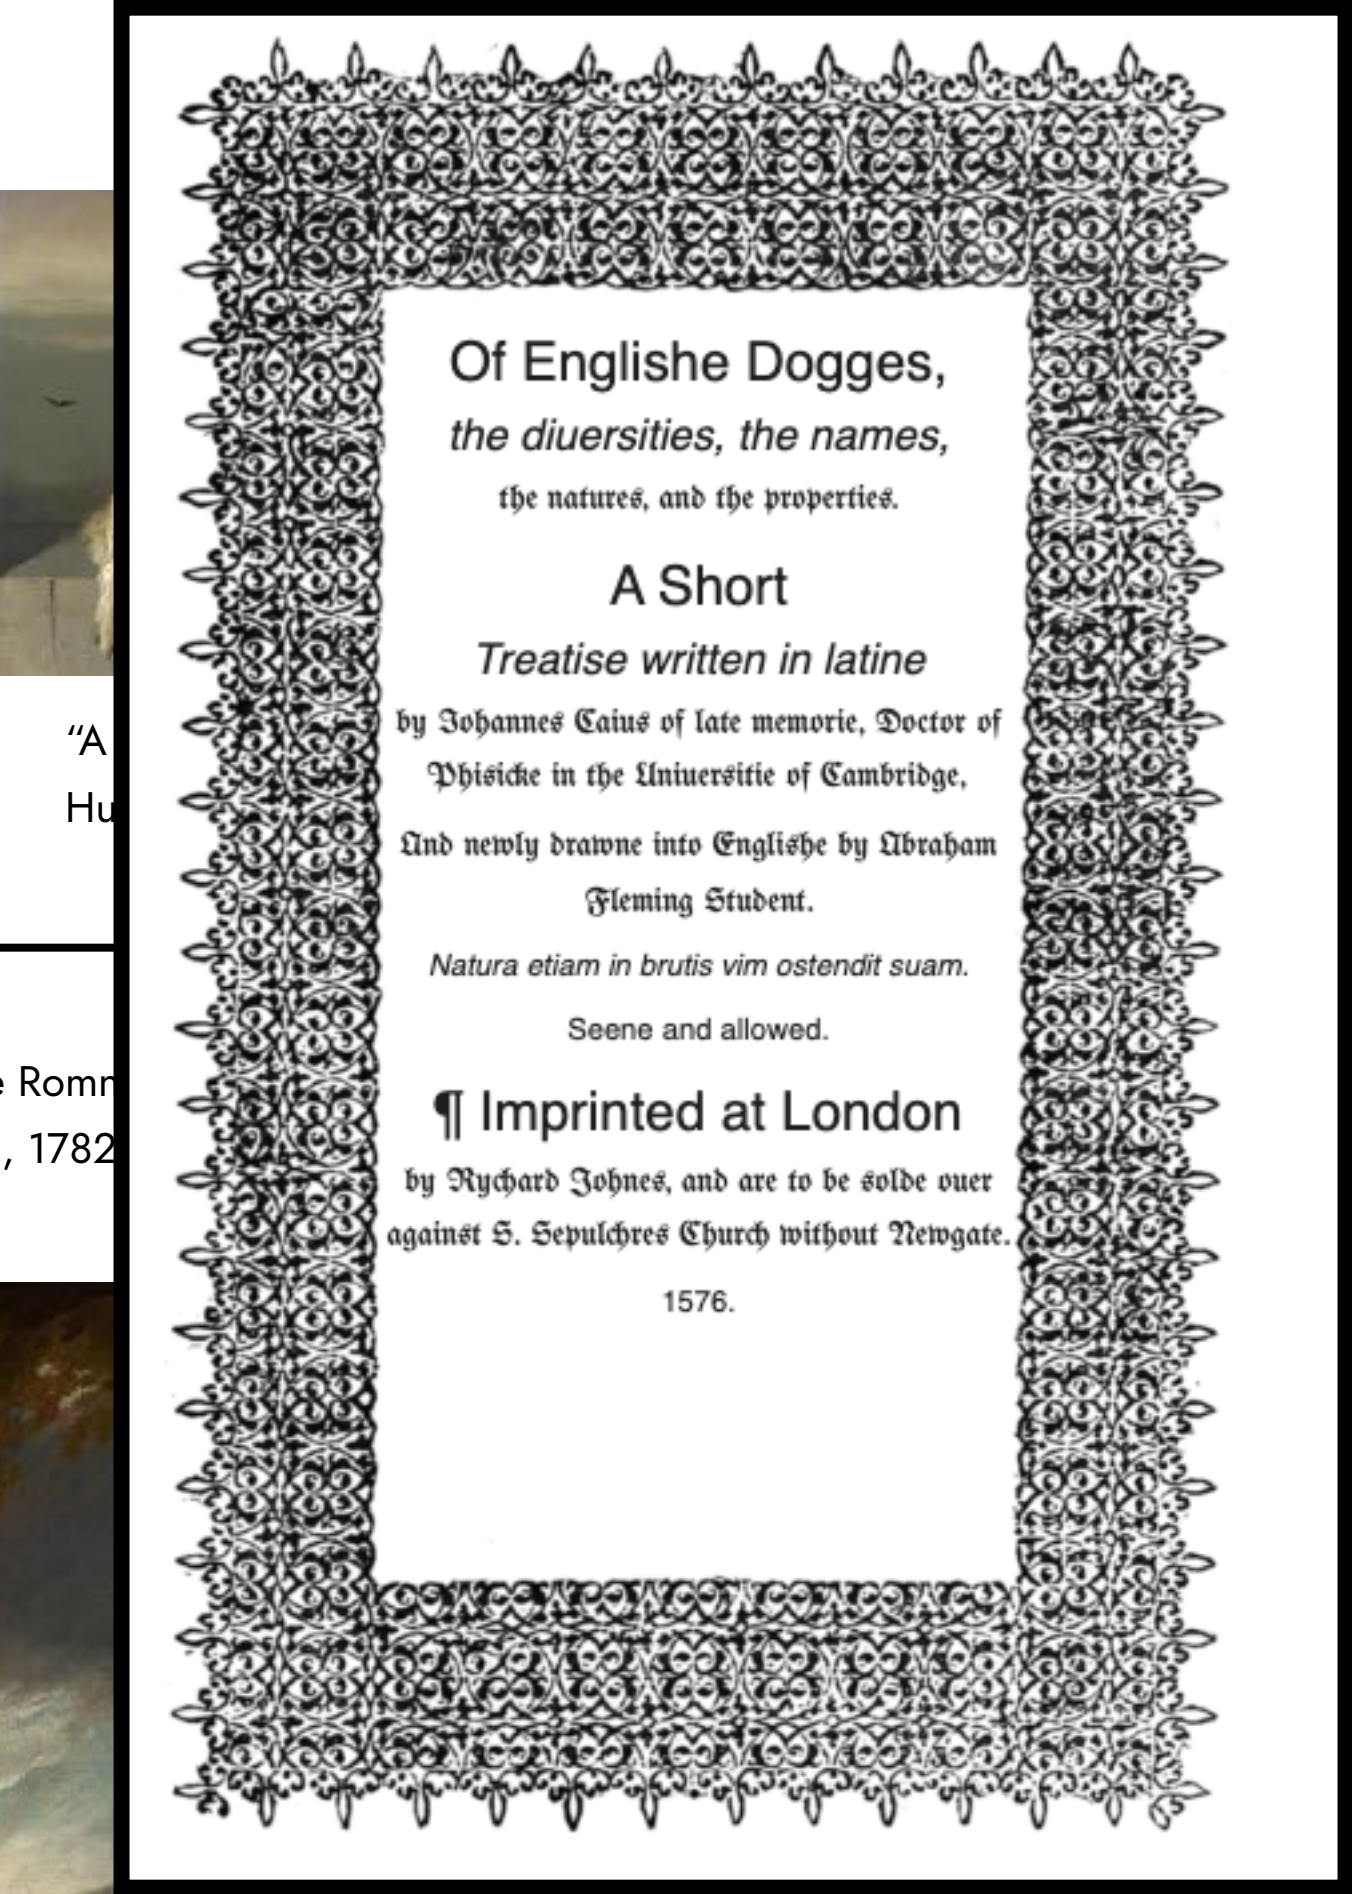 Of Englishe Dogges,
the diuersities, the names,
the natures, and the properties.
A Short
Treatise written in latine
by Johannes Caius of late memorie, Doctor of
Phisicke in the Uniuersitie of Cambridge,
And newly drawne into Englishe by Abraham
Fleming Student.
Natura etiam in brutis vim ostendit suam.
Seene and allowed.
¶ Imprinted at London
by Rychard Johnes, and are to be solde ouer
against S. Sepulchres Church without Newgate.
1576.
“A
Hu
e Romn
, 1782